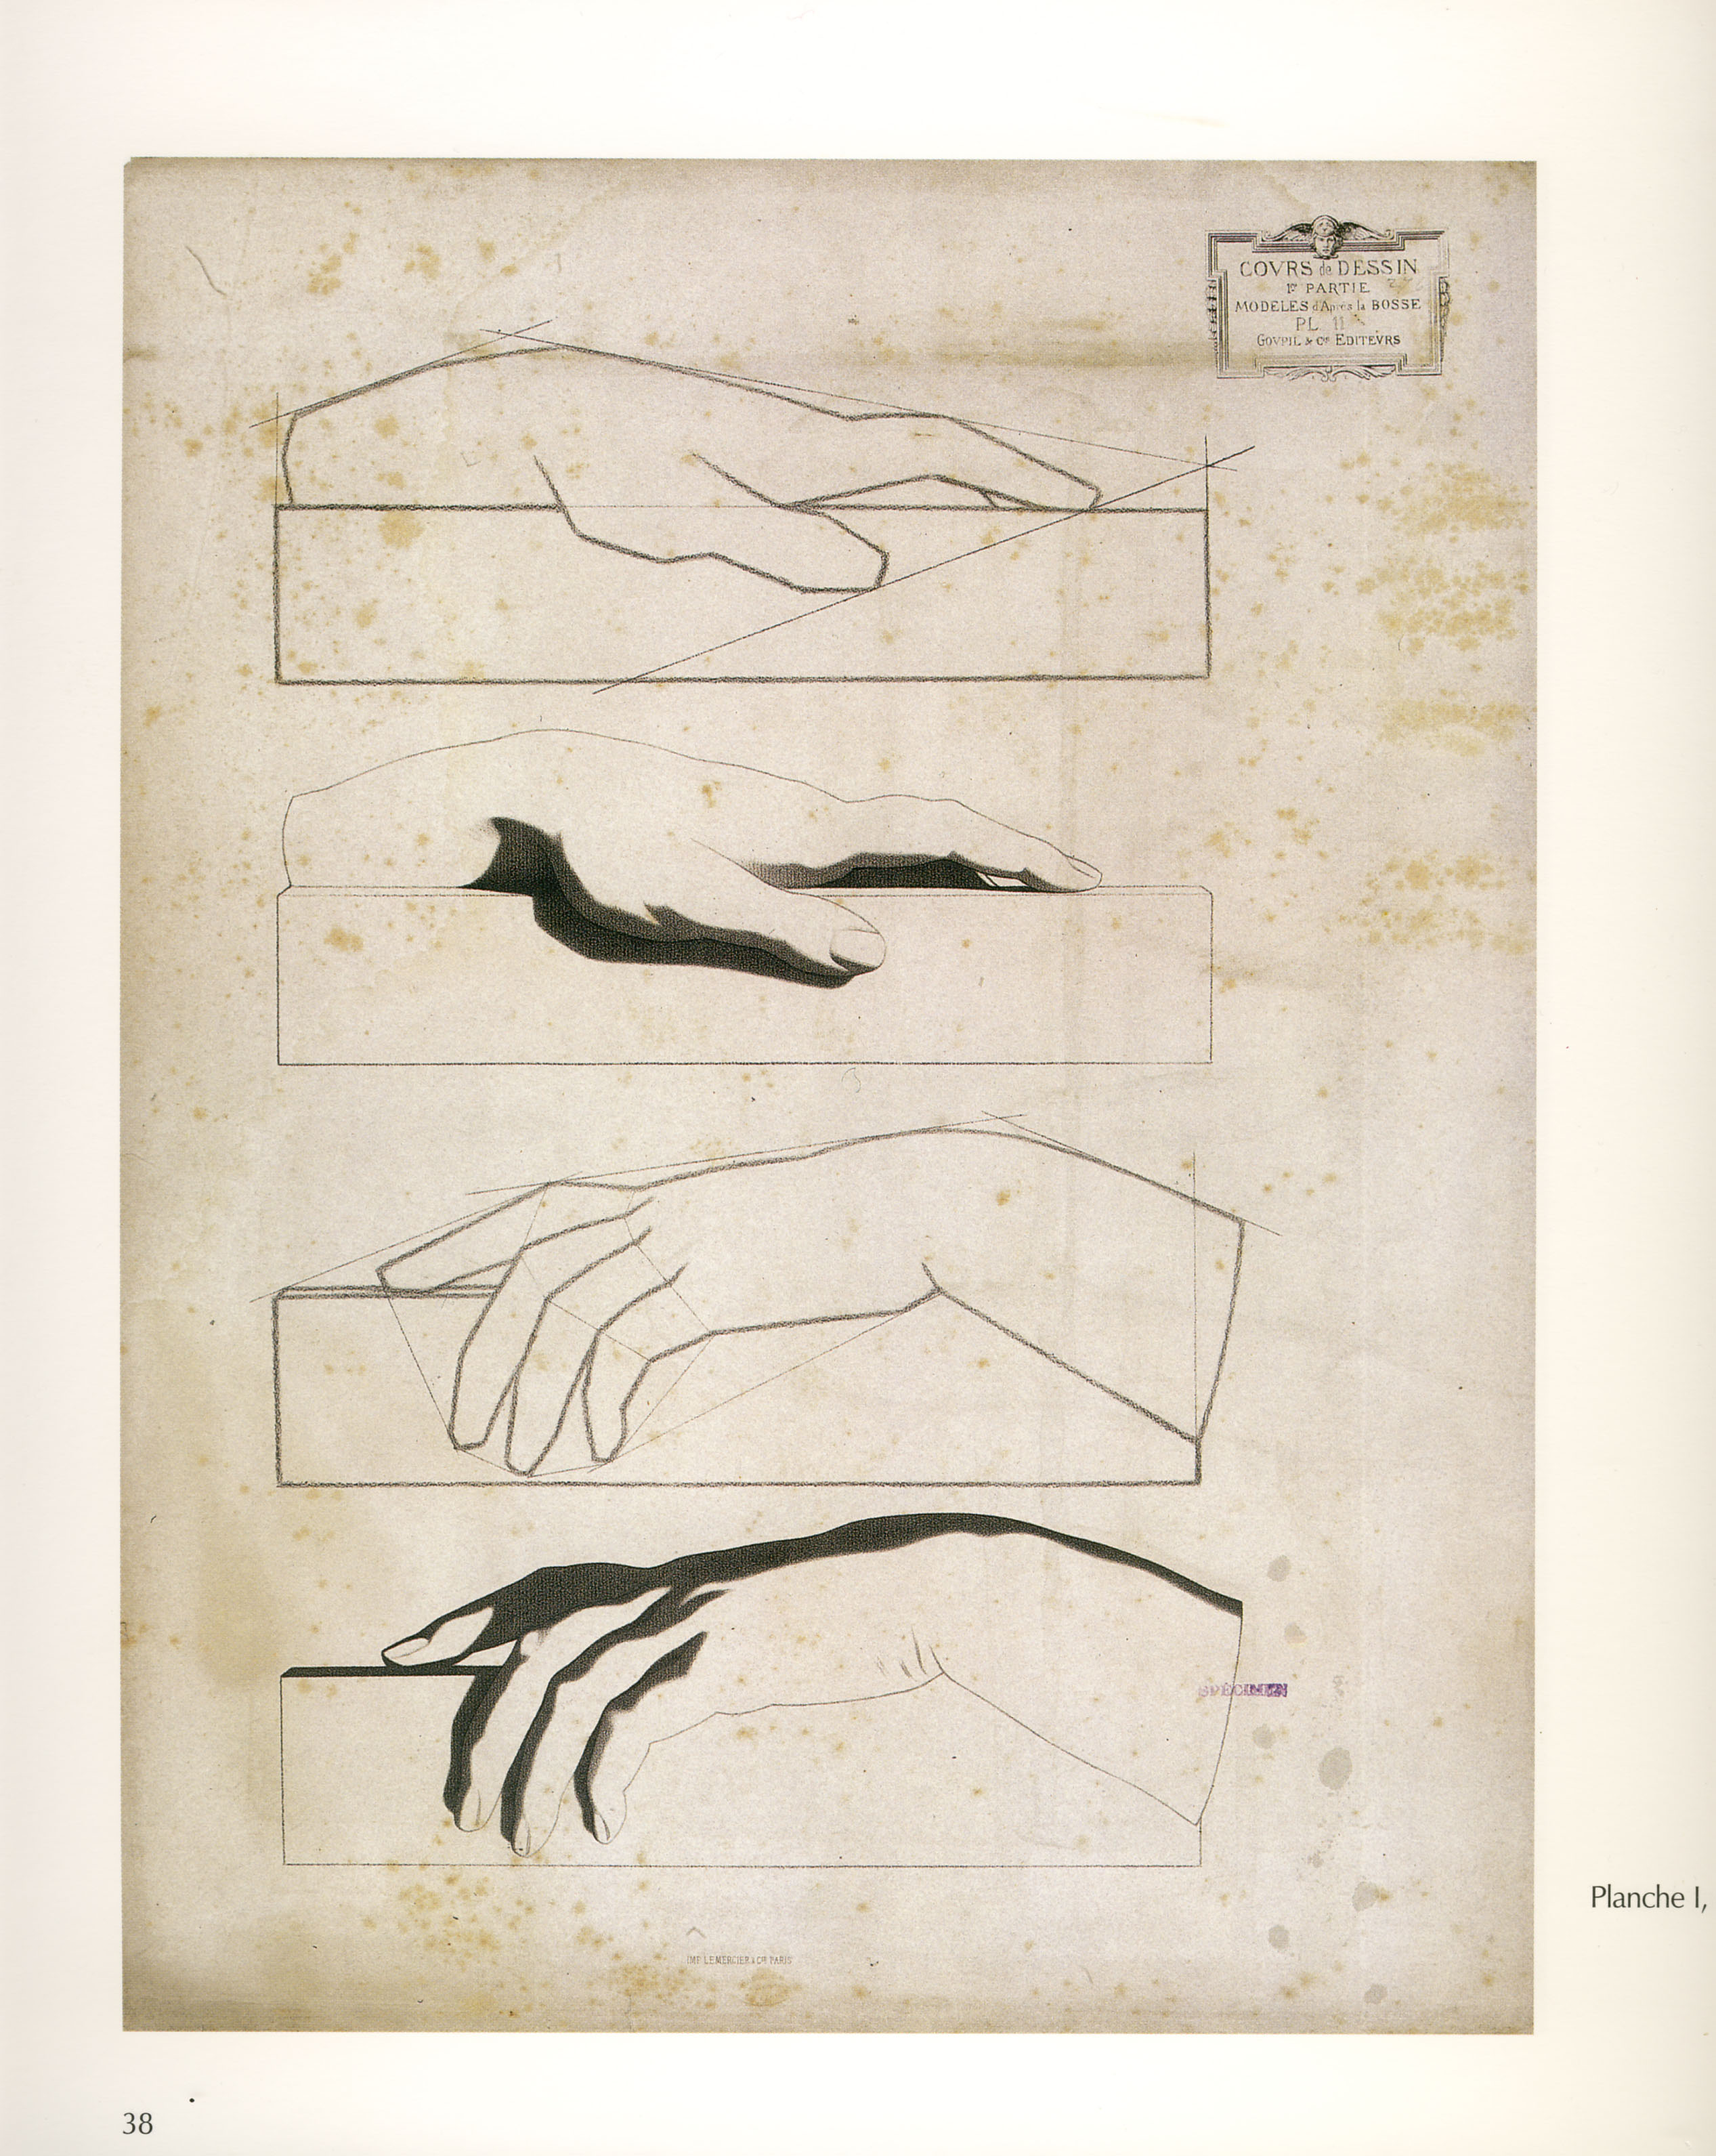 COVRS de DESSIN
1re PARTIE
MODELES d'Après la BOSSE
PL 11
GOVPIL & Cie EDITEVRS
SPÉCIMEN
Planche I,
IMP. LEMERCIER & Cie PARIS
38